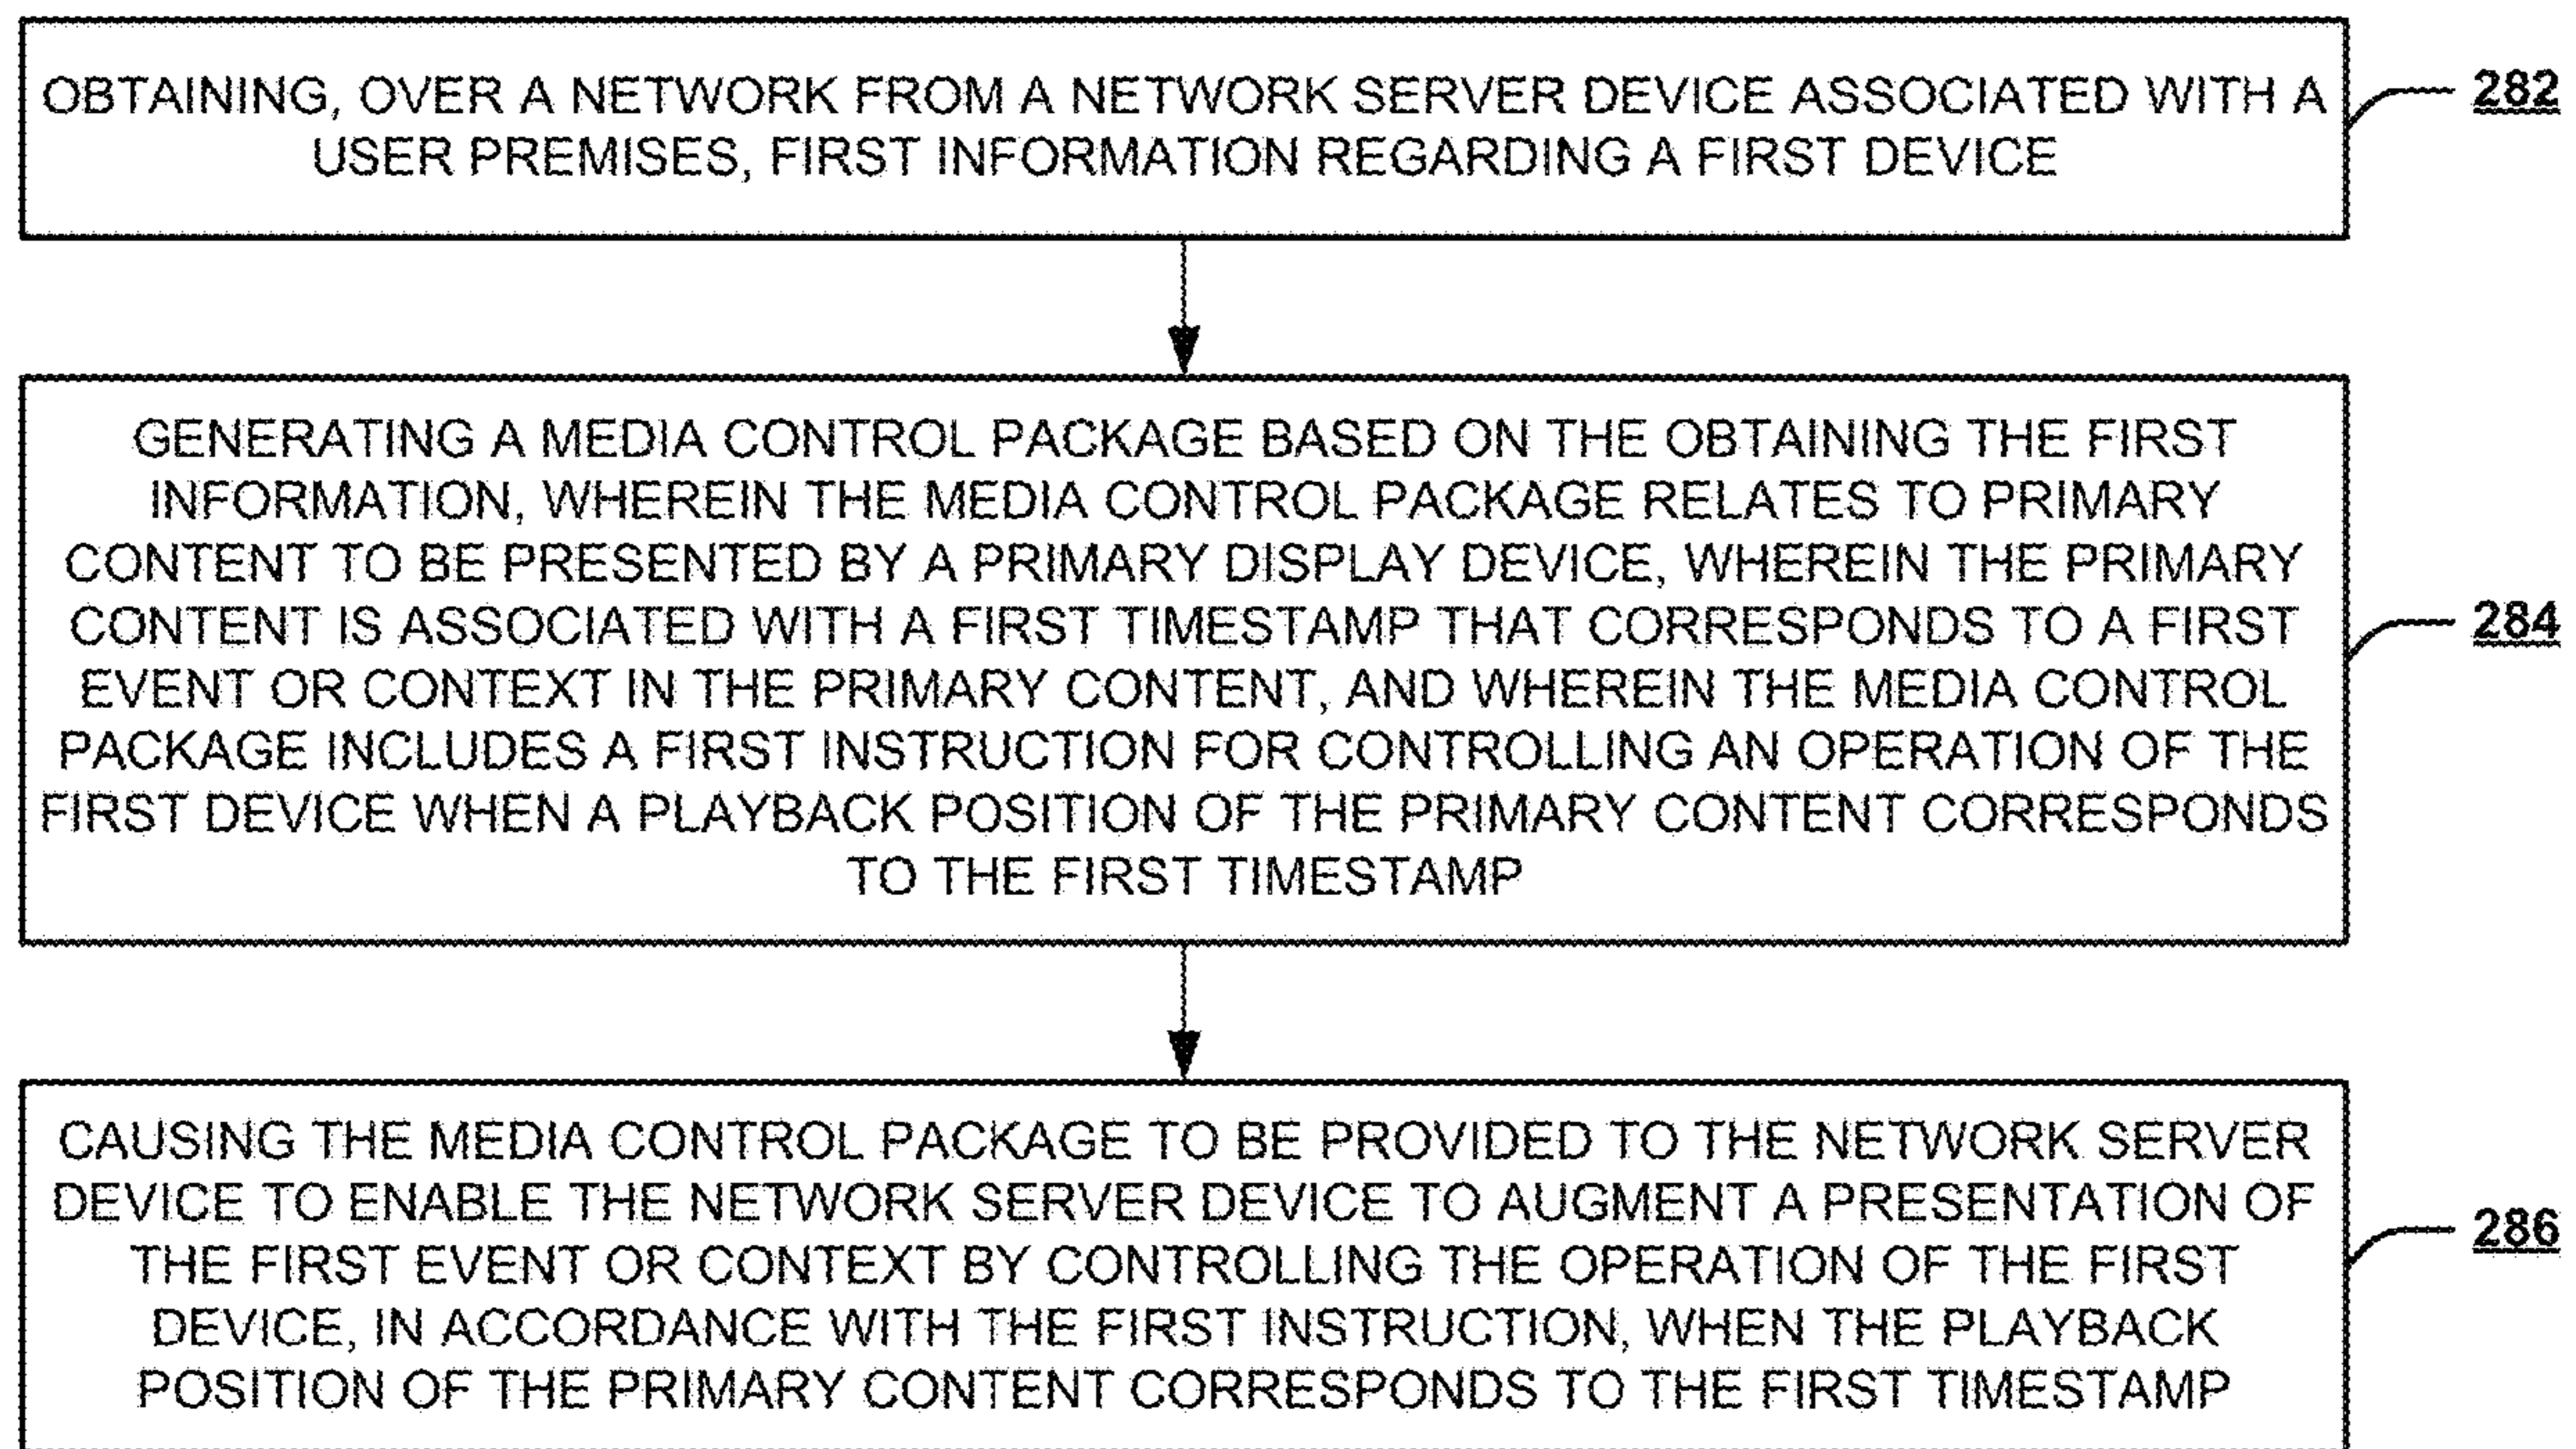 OBTAINING, OVER A NETWORK FROM A NETWORK SERVER DEVICE ASSOCIATED WITH A
USER PREMISES, FIRST INFORMATION REGARDING A FIRST DEVICE
282
GENERATING A MEDIA CONTROL PACKAGE BASED ON THE OBTAINING THE FIRST
INFORMATION, WHEREIN THE MEDIA CONTROL PACKAGE RELATES TO PRIMARY
CONTENT TO BE PRESENTED BY A PRIMARY DISPLAY DEVICE, WHEREIN THE PRIMARY
CONTENT IS ASSOCIATED WITH A FIRST TIMESTAMP THAT CORRESPONDS TO A FIRST
EVENT OR CONTEXT IN THE PRIMARY CONTENT, AND WHEREIN THE MEDIA CONTROL
PACKAGE INCLUDES A FIRST INSTRUCTION FOR CONTROLLING AN OPERATION OF THE
FIRST DEVICE WHEN A PLAYBACK POSITION OF THE PRIMARY CONTENT CORRESPONDS
TO THE FIRST TIMESTAMP
284
CAUSING THE MEDIA CONTROL PACKAGE TO BE PROVIDED TO THE NETWORK SERVER
DEVICE TO ENABLE THE NETWORK SERVER DEVICE TO AUGMENT A PRESENTATION OF
THE FIRST EVENT OR CONTEXT BY CONTROLLING THE OPERATION OF THE FIRST
DEVICE, IN ACCORDANCE WITH THE FIRST INSTRUCTION, WHEN THE PLAYBACK
POSITION OF THE PRIMARY CONTENT CORRESPONDS TO THE FIRST TIMESTAMP
286